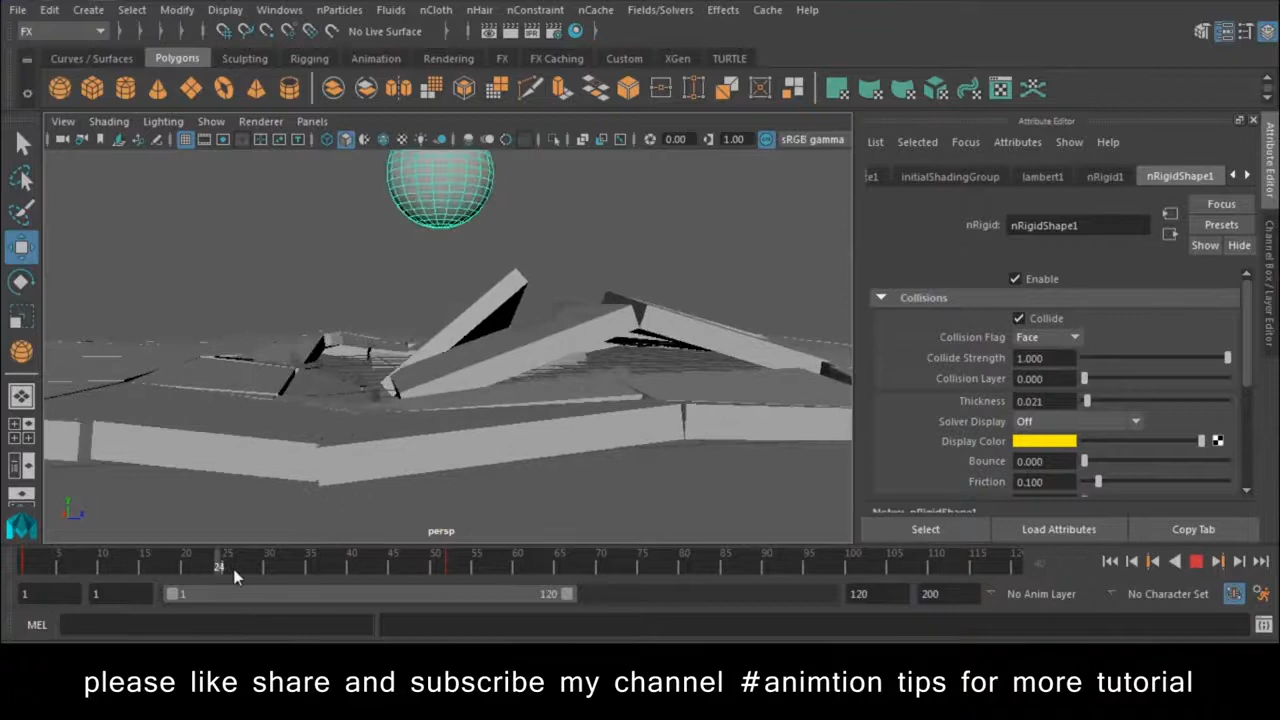 File Edit Create Select Modify Display Windows nParticles Fluids nCloth nHair nConstraint nCache Fields/Solvers Effects Cache Help
FX No Live Surface
Curves / Surfaces Polygons Sculpting Rigging Animation Rendering FX FX Caching Custom XGen TURTLE
View Shading Lighting Show Renderer Panels
0.00 1.00 sRGB gamma
Attribute Editor
List Selected Focus Attributes Show Help
initialShadingGroup lambert1 nRigid1 nRigidShape1
nRigid: nRigidShape1
Focus
Presets
Show Hide
Enable
Collisions
Collide
Collision Flag Face
Collide Strength 1.000
Collision Layer 0.000
Thickness 0.021
Solver Display Off
Display Color
Bounce 0.000
Friction 0.100
Select Load Attributes Copy Tab
Attribute Editor
Channel Box / Layer Editor
persp
5 10 15 20 25 30 35 40 45 50 55 60 65 70 75 80 85 90 95 100 105 110 115 12
24
1 1 1 120 120 200 No Anim Layer No Character Set
MEL
please like share and subscribe my channel #animtion tips for more tutorial